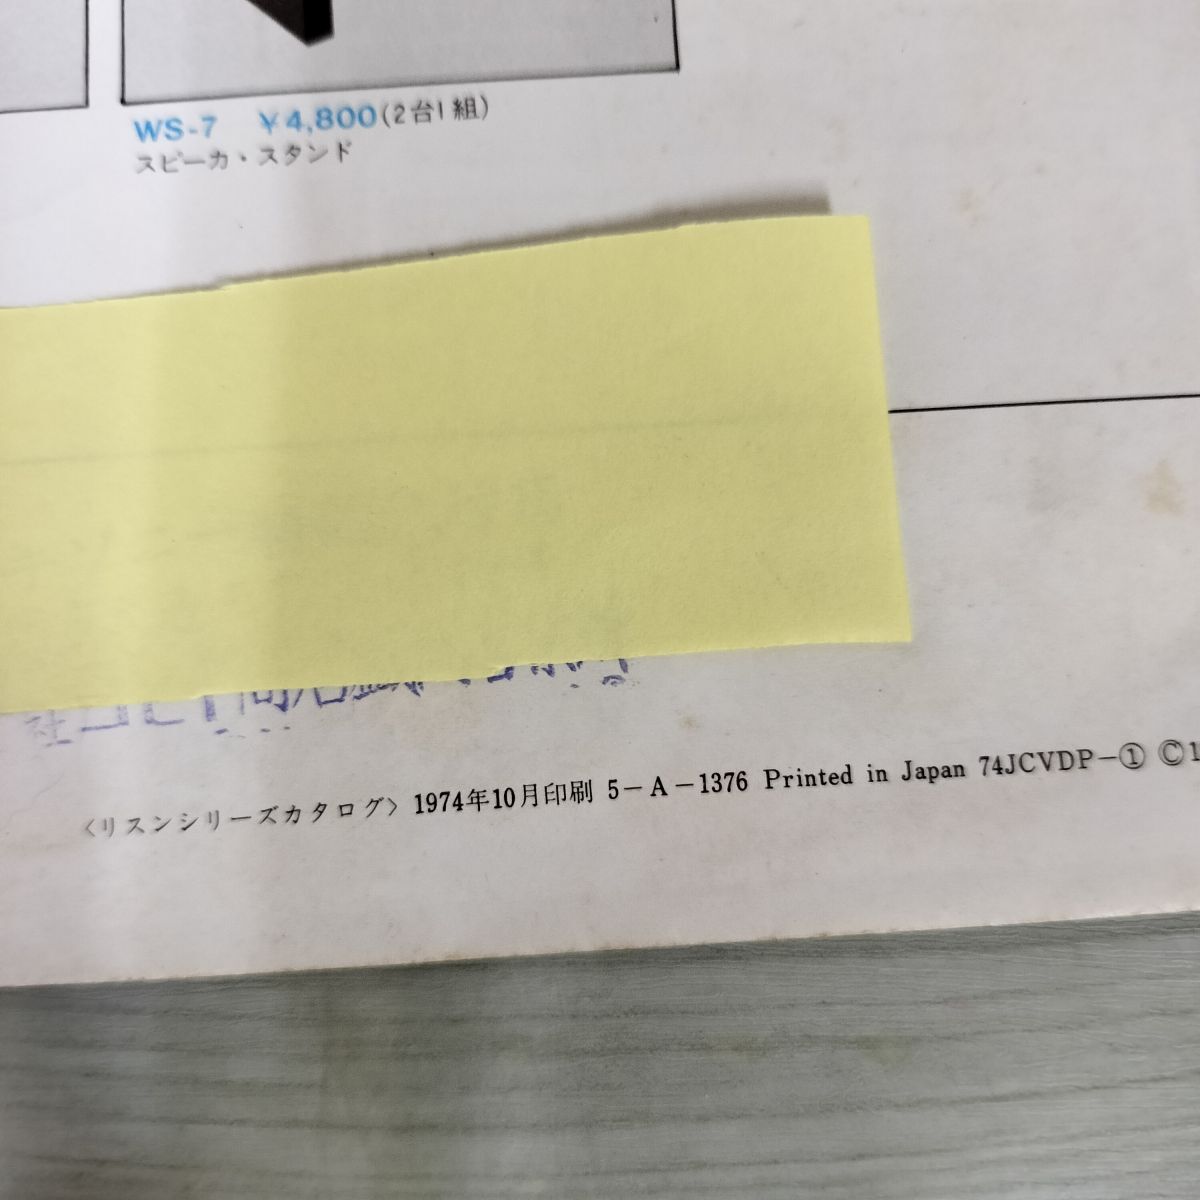 WS-7 ¥4,800(2台1組)
スピーカ・スタンド
社
〈リスンシリーズカタログ〉 1974年10月印刷 5-A-1376 Printed in Japan 74JCVDP-① Ⓒ1